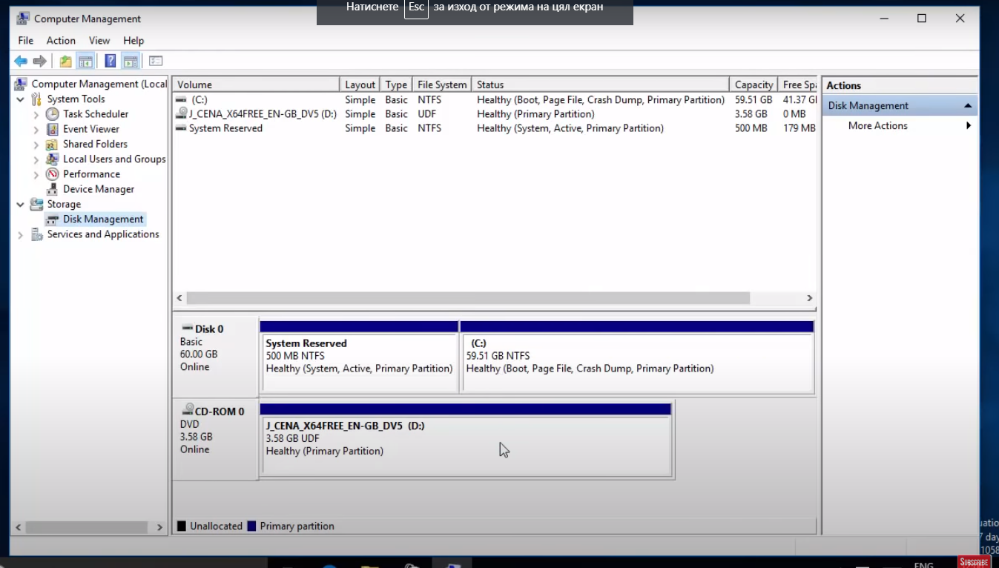 Натиснете Esc за изход от режима на цял екран
Computer Management
File Action View Help
Computer Management (Local
System Tools
Task Scheduler
Event Viewer
Shared Folders
Local Users and Groups
Performance
Device Manager
Storage
Disk Management
Services and Applications
Volume Layout Type File System Status Capacity Free Spa
(C:) Simple Basic NTFS Healthy (Boot, Page File, Crash Dump, Primary Partition) 59.51 GB 41.37 GB
J_CENA_X64FREE_EN-GB_DV5 (D:) Simple Basic UDF Healthy (Primary Partition) 3.58 GB 0 MB
System Reserved Simple Basic NTFS Healthy (System, Active, Primary Partition) 500 MB 179 MB
Disk 0
Basic
60.00 GB
Online
System Reserved
500 MB NTFS
Healthy (System, Active, Primary Partition)
(C:)
59.51 GB NTFS
Healthy (Boot, Page File, Crash Dump, Primary Partition)
CD-ROM 0
DVD
3.58 GB
Online
J_CENA_X64FREE_EN-GB_DV5 (D:)
3.58 GB UDF
Healthy (Primary Partition)
Unallocated Primary partition
Actions
Disk Management
More Actions
7 day
1058
ENG
SUBSCRIBE